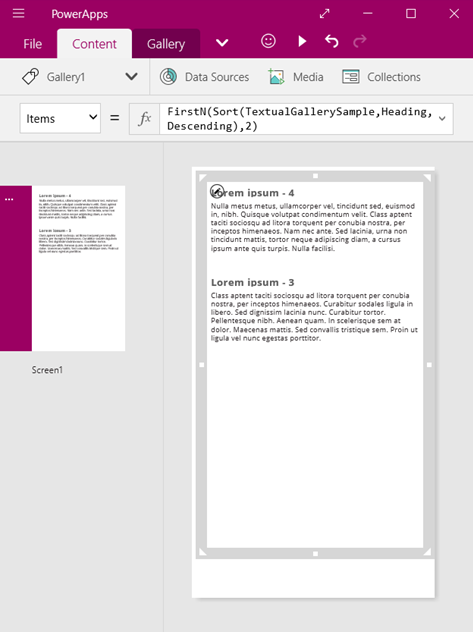 PowerApps
File Content Gallery
Gallery1 Data Sources Media Collections
Items = fx FirstN(Sort(TextualGallerySample,Heading,
Descending),2)
Lorem ipsum - 4
Lorem ipsum - 3
Screen1
Lorem ipsum - 4
Nulla metus metus, ullamcorper vel, tincidunt sed, euismod
in, nibh. Quisque volutpat condimentum velit. Class aptent
taciti sociosqu ad litora torquent per conubia nostra, per
inceptos himenaeos. Nam nec ante. Sed lacinia, urna non
tincidunt mattis, tortor neque adipiscing diam, a cursus
ipsum ante quis turpis. Nulla facilisi.
Lorem ipsum - 3
Class aptent taciti sociosqu ad litora torquent per conubia
nostra, per inceptos himenaeos. Curabitur sodales ligula in
libero. Sed dignissim lacinia nunc. Curabitur tortor.
Pellentesque nibh. Aenean quam. In scelerisque sem at
dolor. Maecenas mattis. Sed convallis tristique sem. Proin ut
ligula vel nunc egestas porttitor.